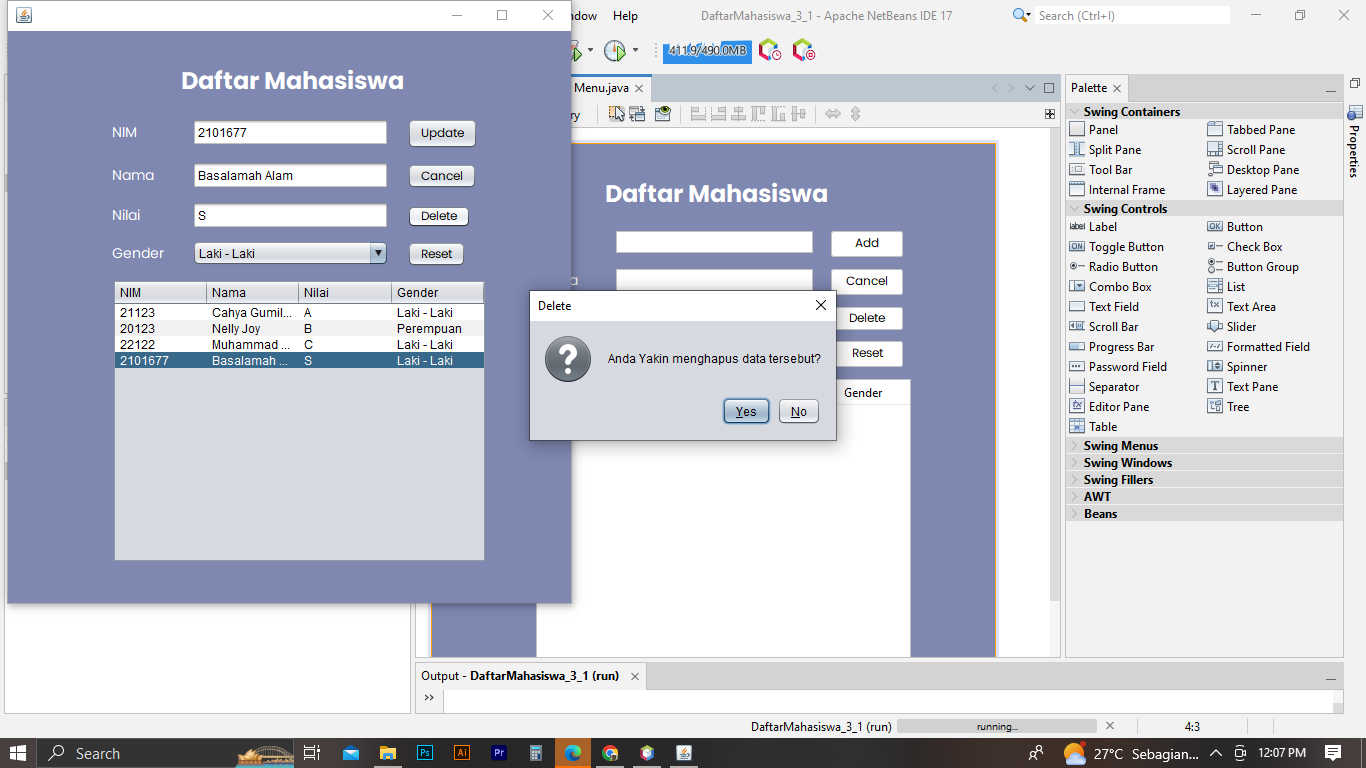 ndow Help DaftarMahasiswa_3_1 - Apache NetBeans IDE 17 Search (Ctrl+I)
411.9/490.0MB
Menu.java
Palette
Daftar Mahasiswa
NIM 2101677 Update
Nama Basalamah Alam Cancel
Nilai S Delete
Gender Laki - Laki Reset
NIM Nama Nilai Gender
21123 Cahya Gumil... A Laki - Laki
20123 Nelly Joy B Perempuan
22122 Muhammad ... C Laki - Laki
2101677 Basalamah ... S Laki - Laki
ry
Daftar Mahasiswa
Add
a Cancel
Delete
Reset
Gender
Delete
Anda Yakin menghapus data tersebut?
Yes No
Swing Containers
Panel Tabbed Pane
Split Pane Scroll Pane
Tool Bar Desktop Pane
Internal Frame Layered Pane
Swing Controls
label Label OK Button
ON Toggle Button Check Box
Radio Button Button Group
Combo Box List
Text Field Text Area
Scroll Bar Slider
Progress Bar Formatted Field
Password Field Spinner
Separator T Text Pane
Editor Pane Tree
Table
Swing Menus
Swing Windows
Swing Fillers
AWT
Beans
Properties
Output - DaftarMahasiswa_3_1 (run)
DaftarMahasiswa_3_1 (run) running... 4:3
Search Ps Ai Pr 27°C Sebagian... 12:07 PM